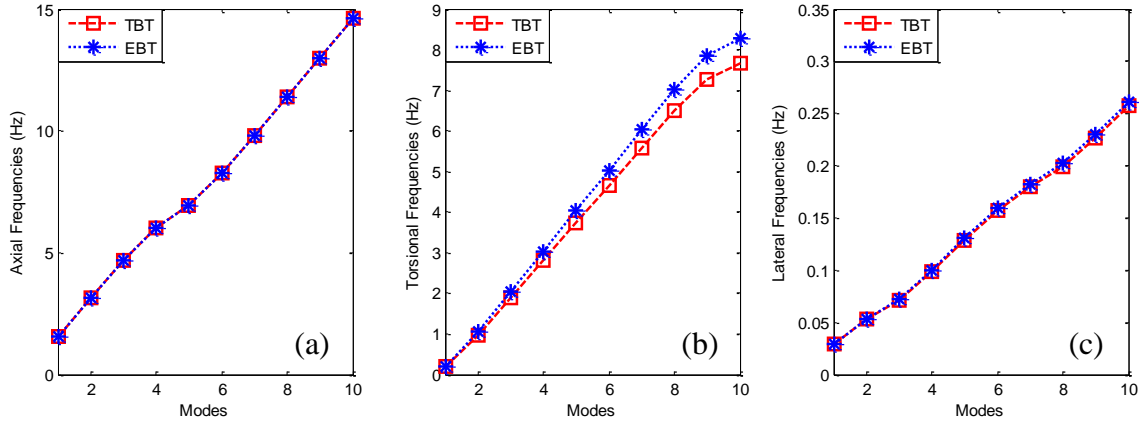 15
10
5
0
Axial Frequencies (Hz)
TBT
EBT
2
4
6
8
10
Modes
(a)
9
8
7
6
5
4
3
2
1
0
Torsional Frequencies (Hz)
TBT
EBT
2
4
6
8
10
Modes
(b)
0.35
0.3
0.25
0.2
0.15
0.1
0.05
0
Lateral Frequencies (Hz)
TBT
EBT
2
4
6
8
10
Modes
(c)